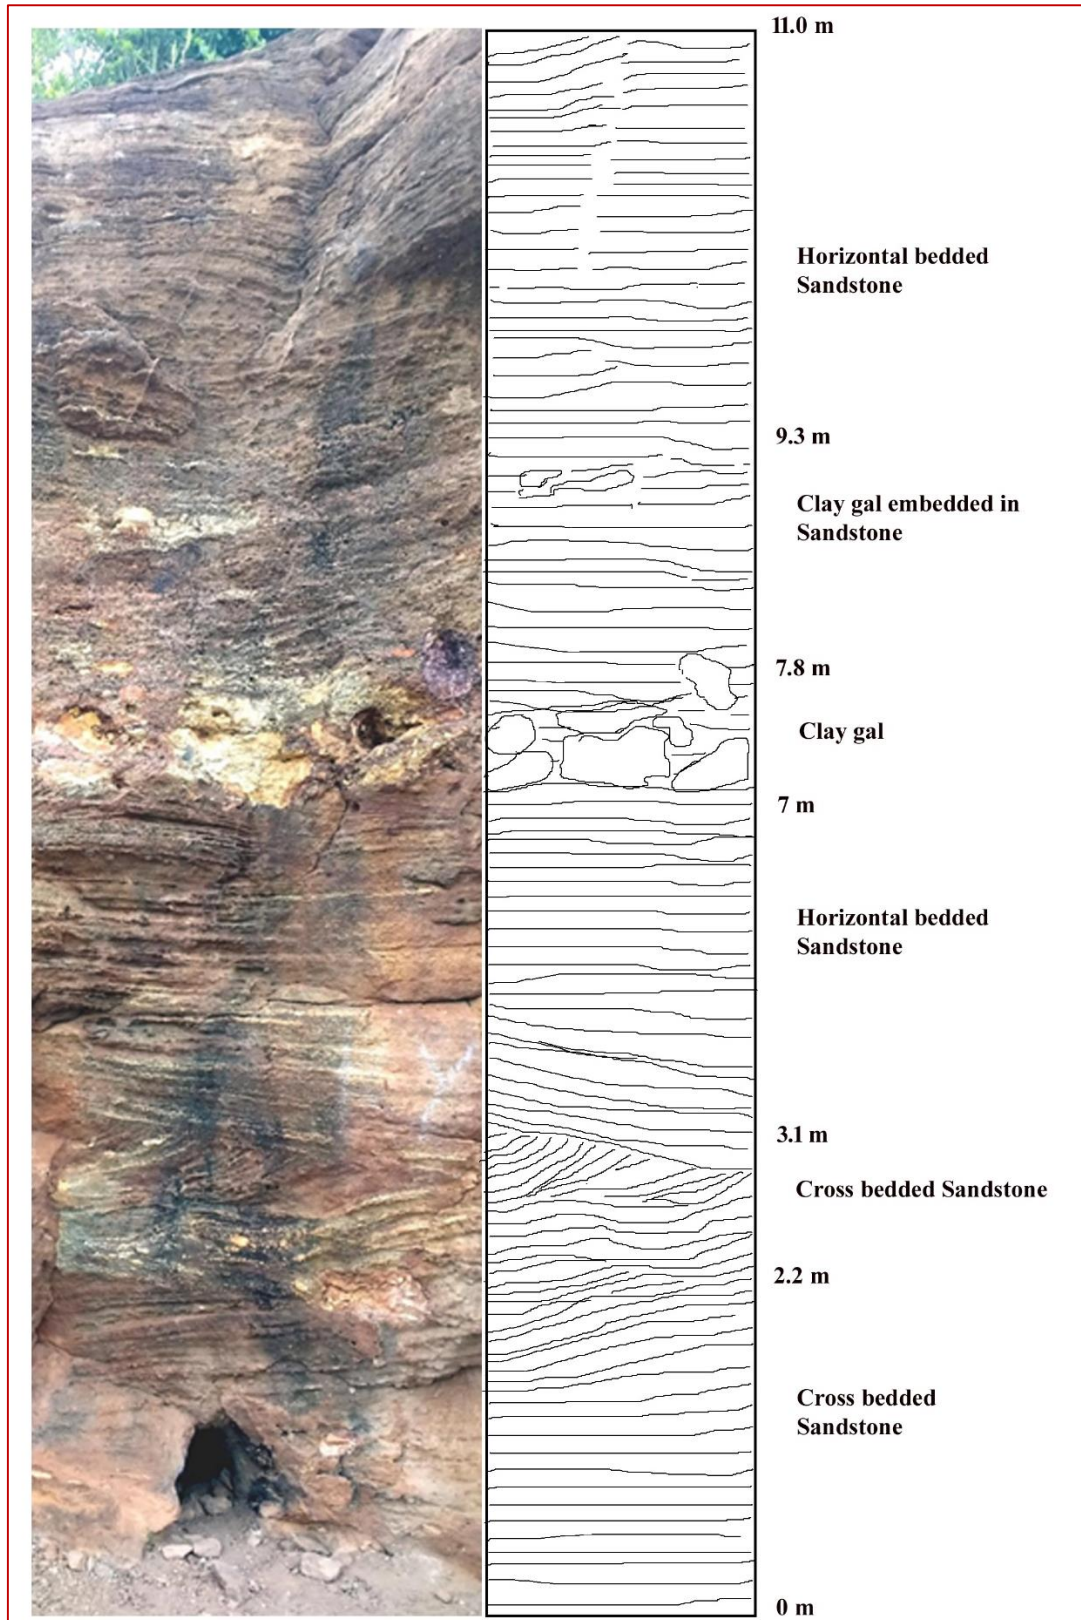 11.0 m
Horizontal bedded
Sandstone
9.3 m
Clay gal embedded in
Sandstone
7.8 m
Clay gal
7 m
Horizontal bedded
Sandstone
3.1 m
Cross bedded Sandstone
2.2 m
Cross bedded
Sandstone
0 m